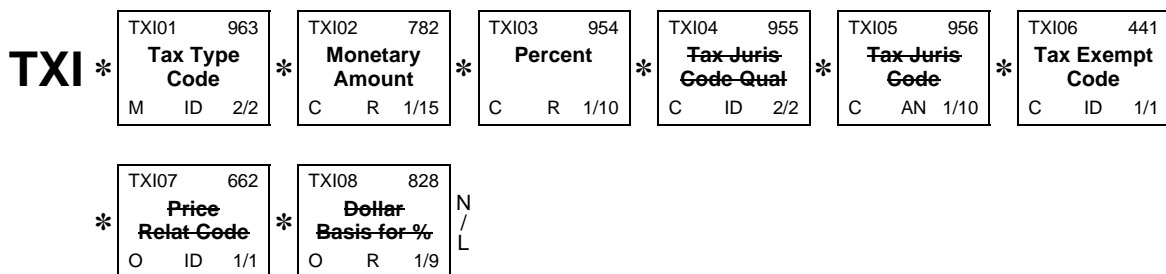 TXI * TXI01 963 * TXI02 782 * TXI03 954 * TXI04 955 * TXI05 956 * TXI06 441
Tax Type Monetary Percent Tax Juris Tax Juris Tax Exempt
Code Amount Code Qual Code Code
M ID 2/2 C R 1/15 C R 1/10 C ID 2/2 C AN 1/10 C ID 1/1
* TXI07 662 * TXI08 828 N
Price Dollar /
Relat Code Basis for % L
O ID 1/1 O R 1/9